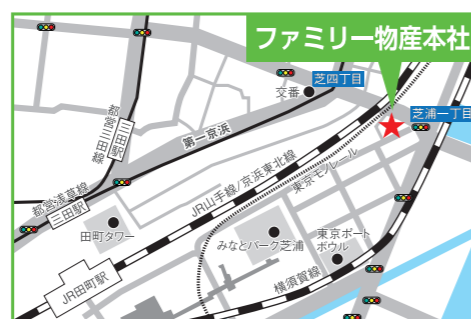 ファミリー物産本社
芝四丁目
交番
芝浦一丁目
都営三田線
三田駅
第一京浜
東京モノレール
JR山手線/京浜東北線
都営浅草線
三田駅
田町タワー
みなとパーク芝浦
東京ポート
ボウル
JR田町駅
横須賀線